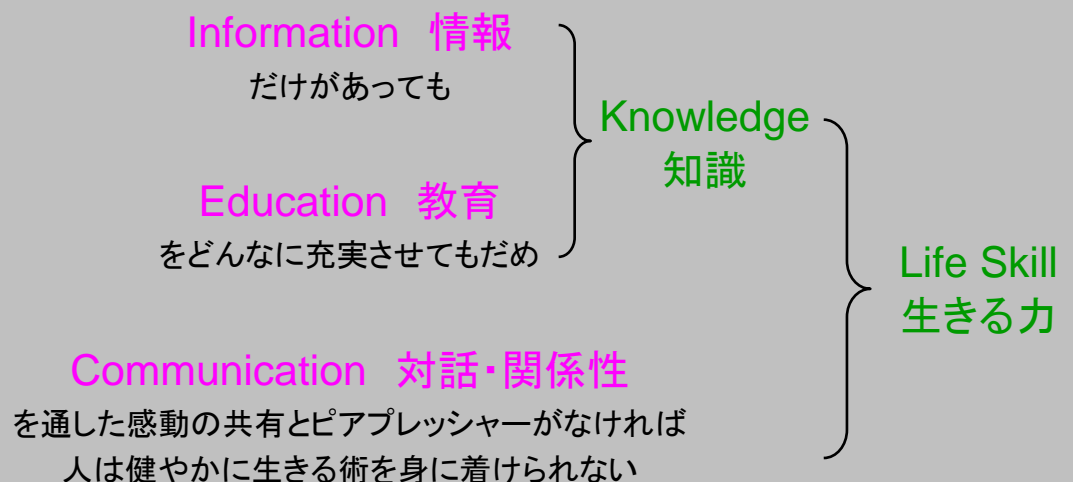 Information 情報
だけがあっても
Education 教育
をどんなに充実させてもだめ
Knowledge
知識
Communication 対話・関係性
を通した感動の共有とピアプレッシャーがなければ
人は健やかに生きる術を身に着けられない
Life Skill
生きる力